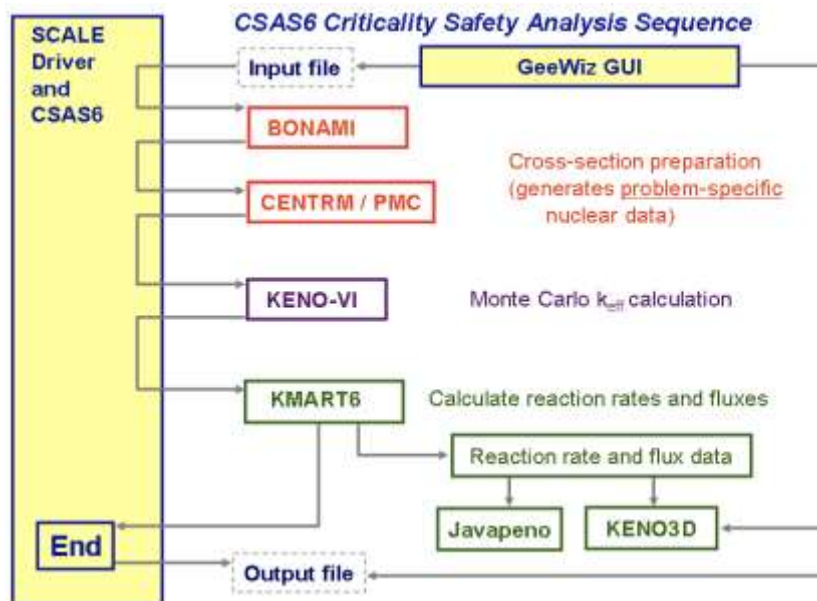 CSAS6 Criticality Safety Analysis Sequence
SCALE
Driver
and
CSAS6
Input file
GeeWiz GUI
BONAMI
Cross-section preparation
(generates problem-specific
nuclear data)
CENTRM / PMC
KENO-VI
Monte Carlo keff calculation
KMART6
Calculate reaction rates and fluxes
Reaction rate and flux data
Javapeno
KENO3D
End
Output file